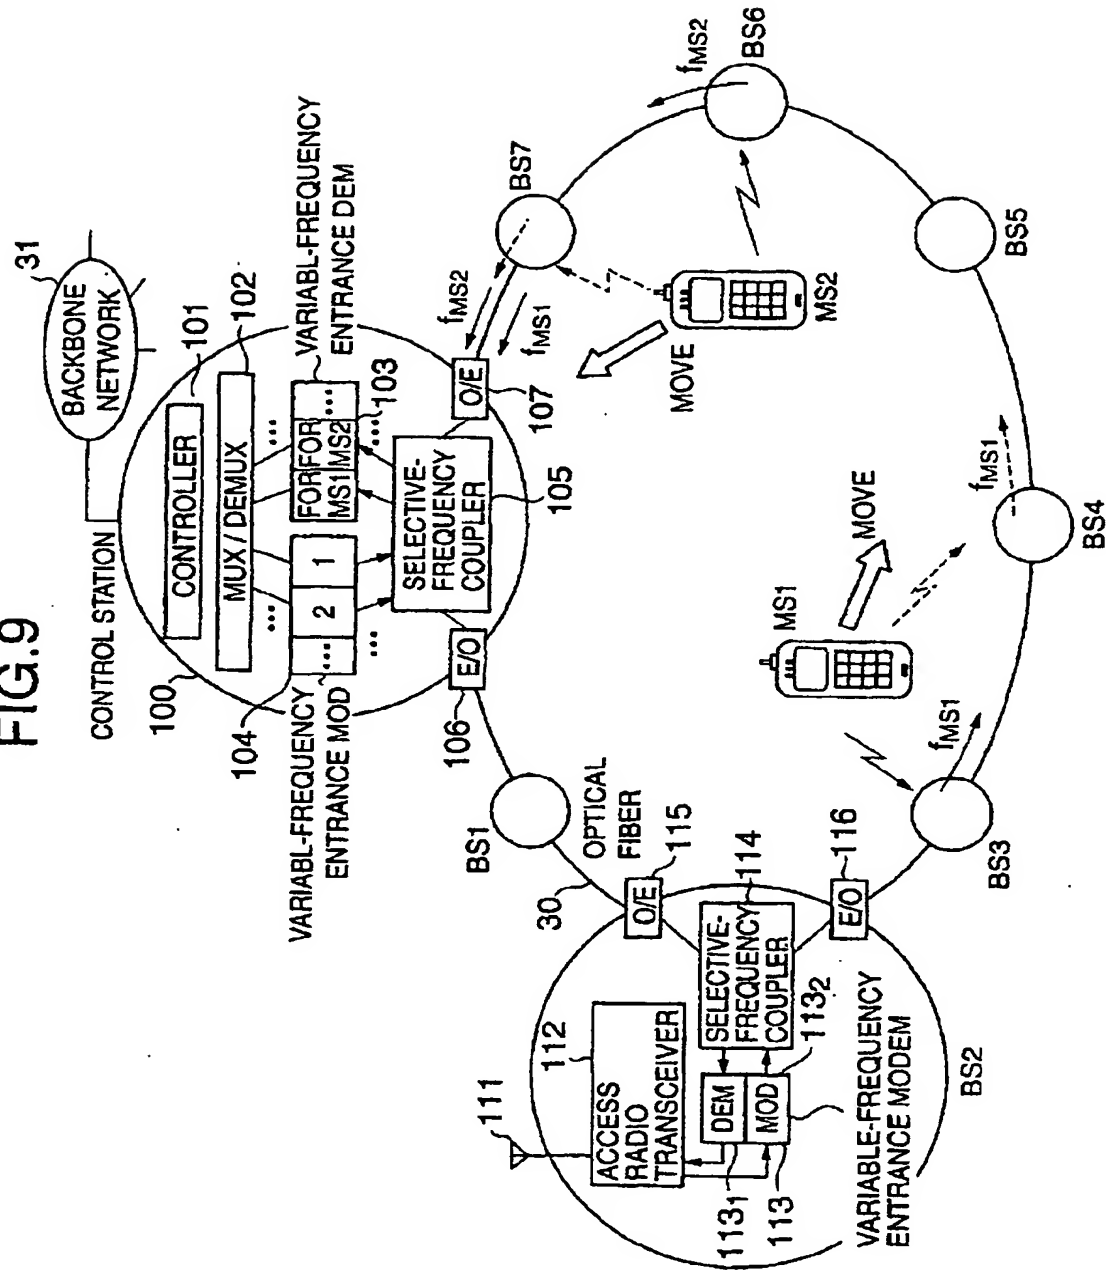 FIG.9
CONTROL STATION
BACKBONE
NETWORK
31
100
CONTROLLER
101
MUX / DEMUX
102
...
...
104
VARIABL-FREQUENCY
ENTRANCE MOD
...
2
1
...
FOR
MS1
FOR
MS2
...
103
VARIABL-FREQUENCY
ENTRANCE DEM
...
SELECTIVE-
FREQUENCY
COUPLER
105
E/O
106
O/E
107
fMS2
fMS1
BS7
fMS2
BS6
MOVE
MS2
BS5
BS1
OPTICAL
FIBER
30
O/E
115
111
112
ACCESS
RADIO
TRANSCEIVER
SELECTIVE-
FREQUENCY
COUPLER
114
DEM
MOD
113₁
113
113₂
E/O
116
VARIABLE-FREQUENCY
ENTRANCE MODEM
BS2
MS1
MOVE
fMS1
BS3
fMS1
BS4